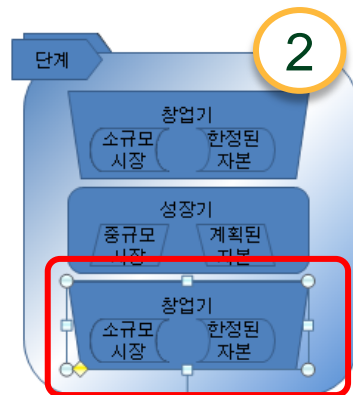 단계
2
창업기
소규모 한정된
시장 자본
성장기
중규모 계획된
시장 자본
창업기
소규모 한정된
시장 자본